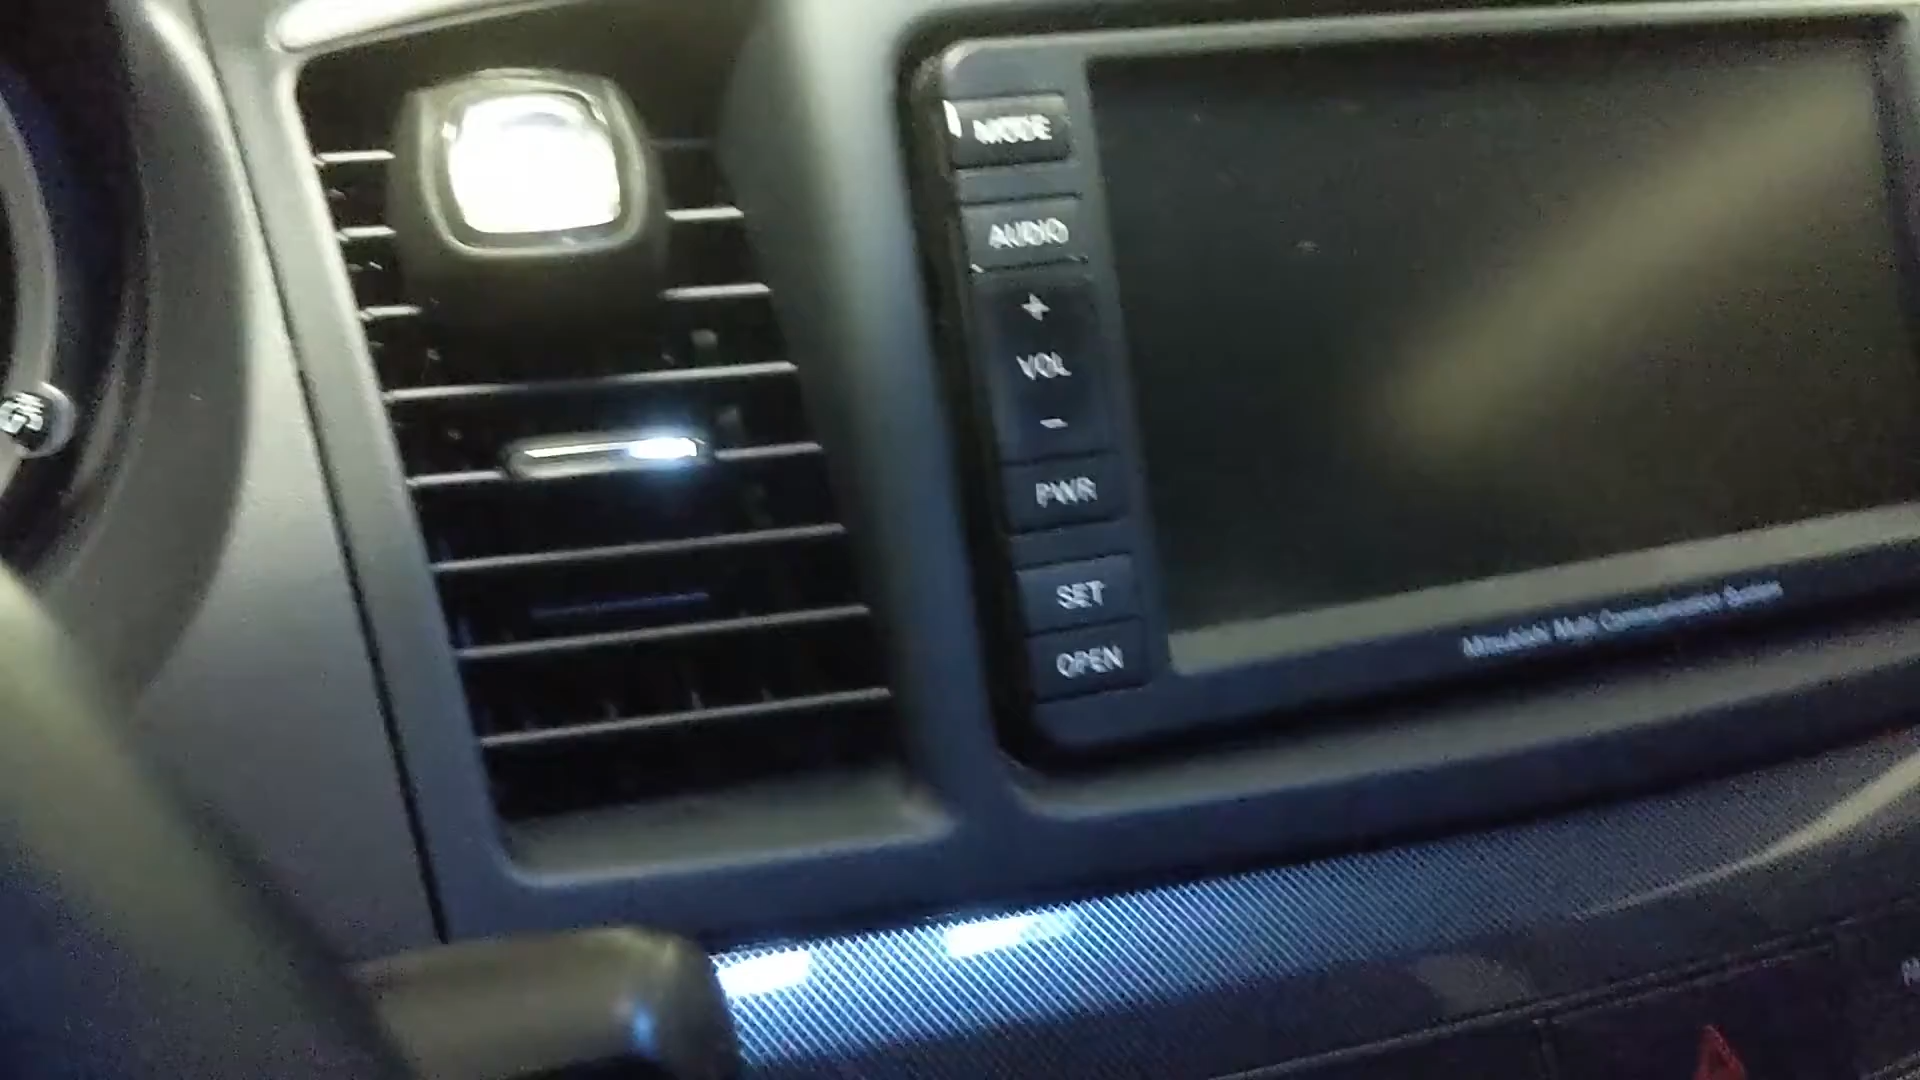 MODE
AUDIO
+
VOL
-
PWR
SET
OPEN
Mitsubishi Multi Communication System